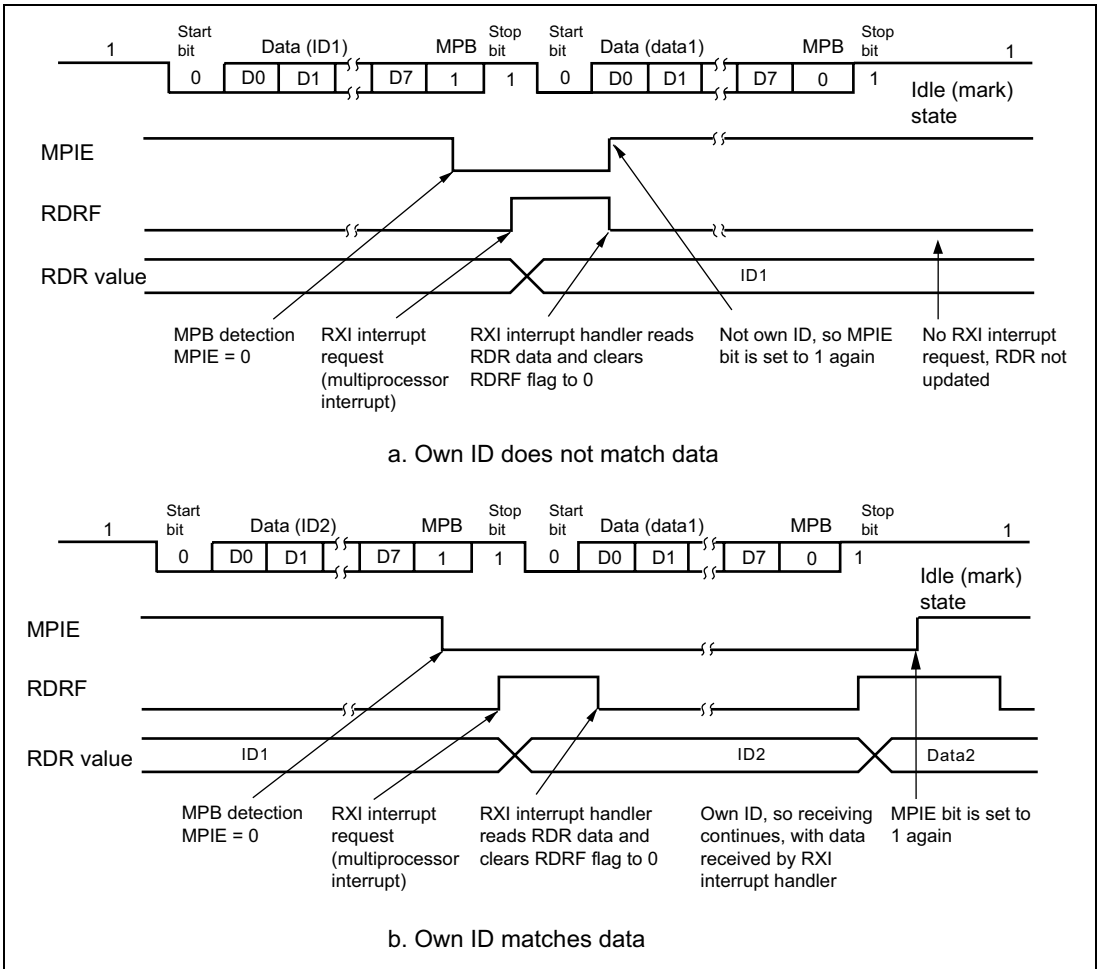 Start bit
Data (ID1)
MPB
Stop bit
Start bit
Data (data1)
MPB
Stop bit
1
1
0 D0 D1 D7 1 1 0 D0 D1 D7 0 1
Idle (mark)
state
MPIE
RDRF
RDR value
ID1
MPB detection
MPIE = 0
RXI interrupt
request
(multiprocessor
interrupt)
RXI interrupt handler reads
RDR data and clears
RDRF flag to 0
Not own ID, so MPIE
bit is set to 1 again
No RXI interrupt
request, RDR not
updated
a. Own ID does not match data
Start bit
Data (ID2)
MPB
Stop bit
Start bit
Data (data1)
MPB
Stop bit
1
1
0 D0 D1 D7 1 1 0 D0 D1 D7 0 1
Idle (mark)
state
MPIE
RDRF
RDR value
ID1
ID2
Data2
MPB detection
MPIE = 0
RXI interrupt
request
(multiprocessor
interrupt)
RXI interrupt handler
reads RDR data and
clears RDRF flag to 0
Own ID, so receiving
continues, with data
received by RXI
interrupt handler
MPIE bit is set to
1 again
b. Own ID matches data